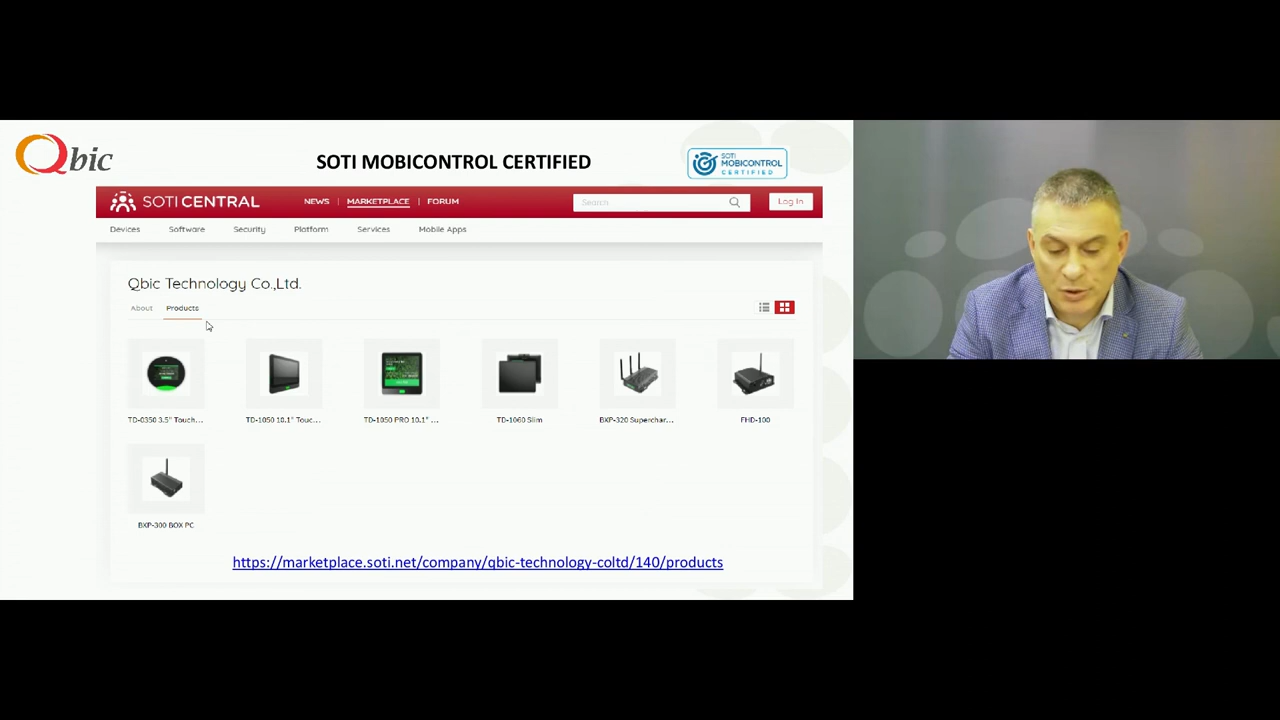 Qbic
SOTI MOBICONTROL CERTIFIED
SOTI
MOBICONTROL
CERTIFIED
SOTI CENTRAL
NEWS | MARKETPLACE | FORUM
Search
Log In
Devices Software Security Platform Services Mobile Apps
Qbic Technology Co.,Ltd.
About Products
TD-0350 3.5" Touch... TD-1050 10.1" Touc... TD-1050 PRO 10.1" ... TD-1060 Slim BXP-320 Superchar... FHD-100
BXP-300 BOX PC
https://marketplace.soti.net/company/qbic-technology-coltd/140/products